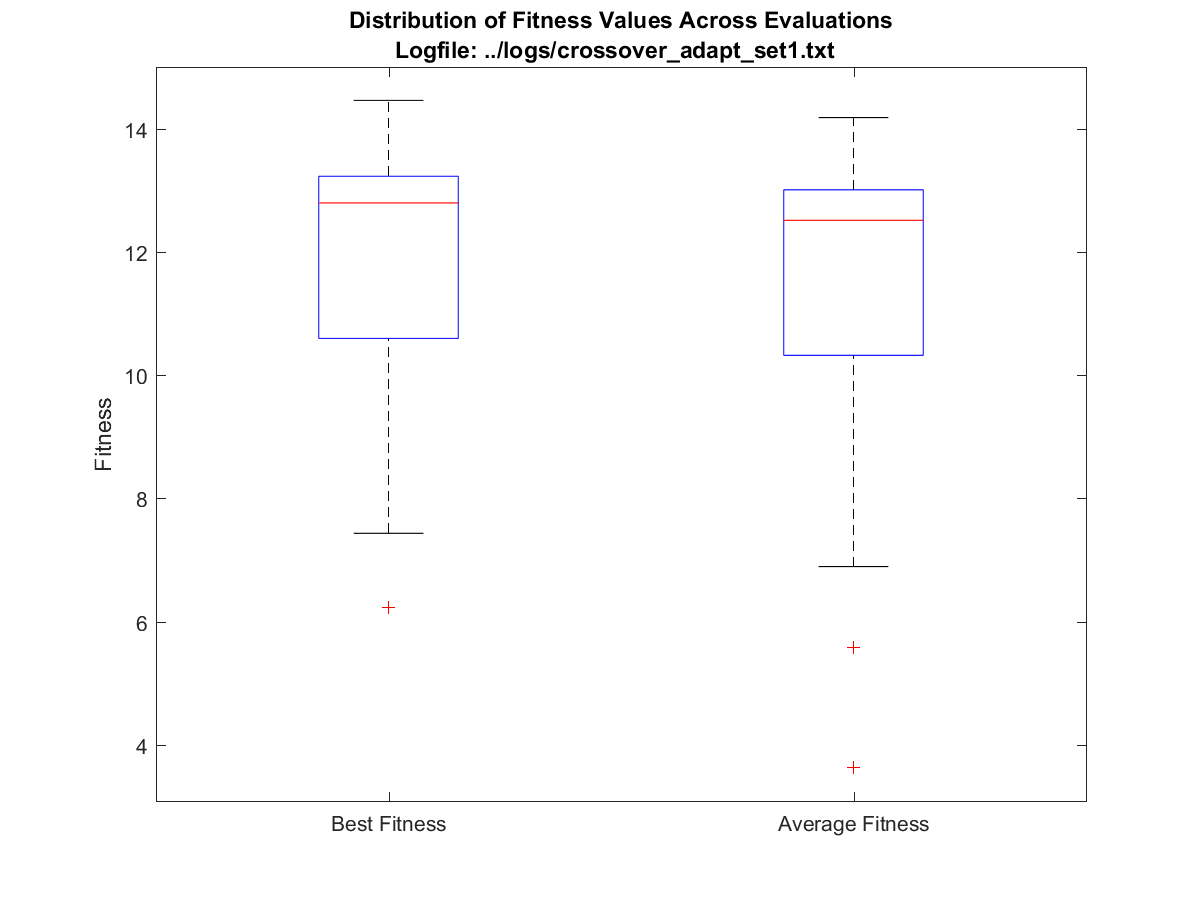 Distribution of Fitness Values Across Evaluations
Logfile: ../logs/crossover_adapt_set1.txt
14
12
10
8
6
4
Fitness
Best Fitness
Average Fitness